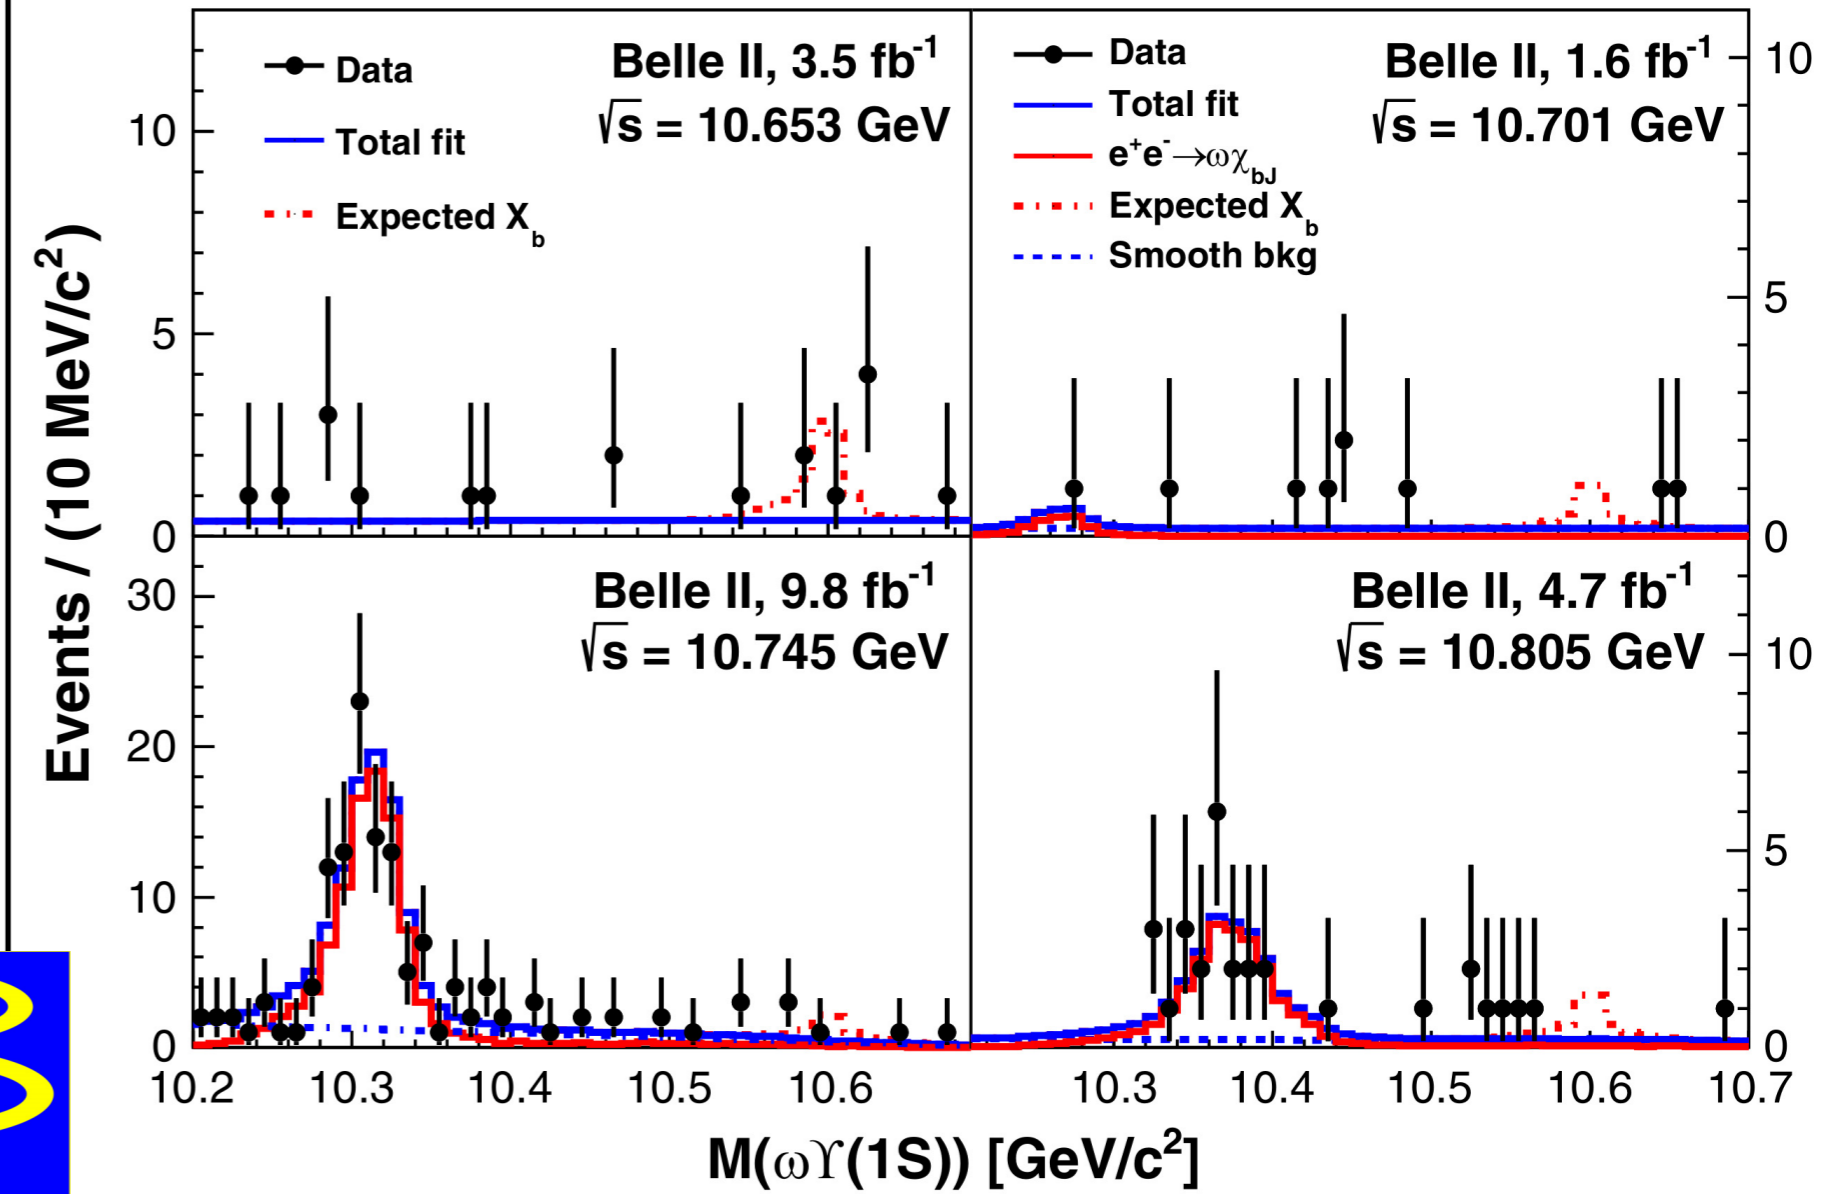 Data
Total fit
Expected X_b
Belle II, 3.5 fb⁻¹
√s = 10.653 GeV
Data
Total fit
e⁺e⁻→ωχ_bJ
Expected X_b
Smooth bkg
Belle II, 1.6 fb⁻¹
√s = 10.701 GeV
10
5
0
10
5
0
Belle II, 9.8 fb⁻¹
√s = 10.745 GeV
Belle II, 4.7 fb⁻¹
√s = 10.805 GeV
30
20
10
0
10
5
0
10.2 10.3 10.4 10.5 10.6 10.3 10.4 10.5 10.6 10.7
Events / (10 MeV/c²)
M(ωϒ(1S)) [GeV/c²]